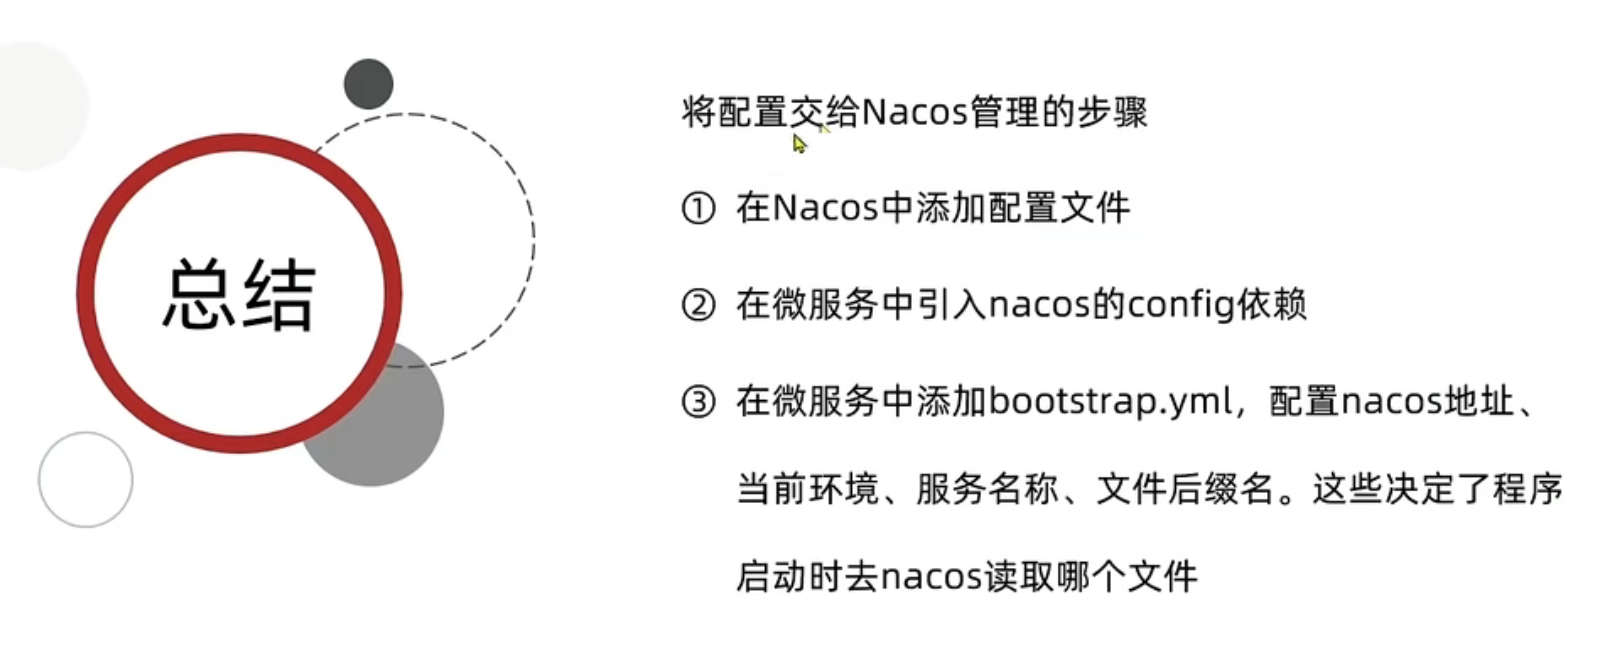 总结
将配置交给Nacos管理的步骤
① 在Nacos中添加配置文件
② 在微服务中引入nacos的config依赖
③ 在微服务中添加bootstrap.yml，配置nacos地址、
当前环境、服务名称、文件后缀名。这些决定了程序
启动时去nacos读取哪个文件